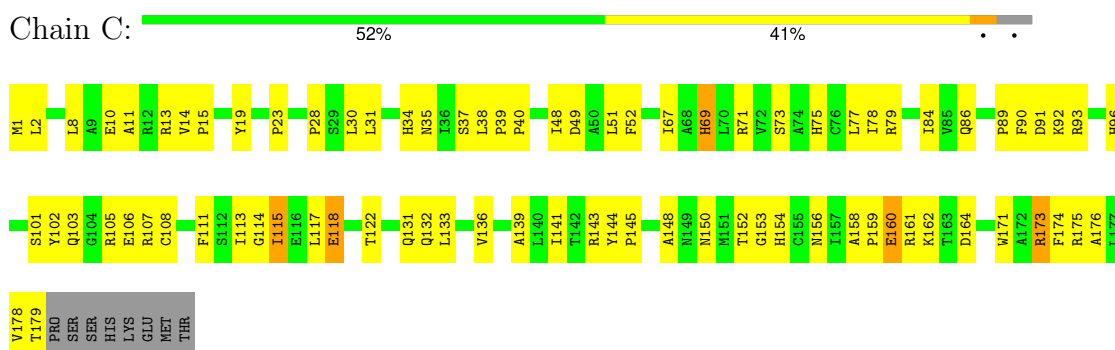 Chain C:
52% 41% • •
M1 L2 L8 A9 E10 A11 R12 R13 V14 P15 Y19 P23 P28 S29 L30 L31 H34 N35 I36 S37 L38 P39 P40 I48 D49 A50 L51 F52 I67 A68 H69 L70 R71 V72 S73 A74 H75 C76 L77 I78 R79 I84 V85 Q86 P89 F90 D91 K92 R93 H96
S101 Y102 Q103 G104 R105 E106 R107 C108 F111 S112 I113 G114 I115 E116 L117 E118 T122 Q131 Q132 L133 V136 A139 L140 I141 T142 R143 Y144 P145 A148 N149 N150 M151 T152 G153 H154 C155 N156 I157 A158 P159 E160 R161 K162 T163 D164 W171 A172 R173 F174 R175 A176 L177
V178 T179 PRO SER SER HIS LYS GLU MET THR